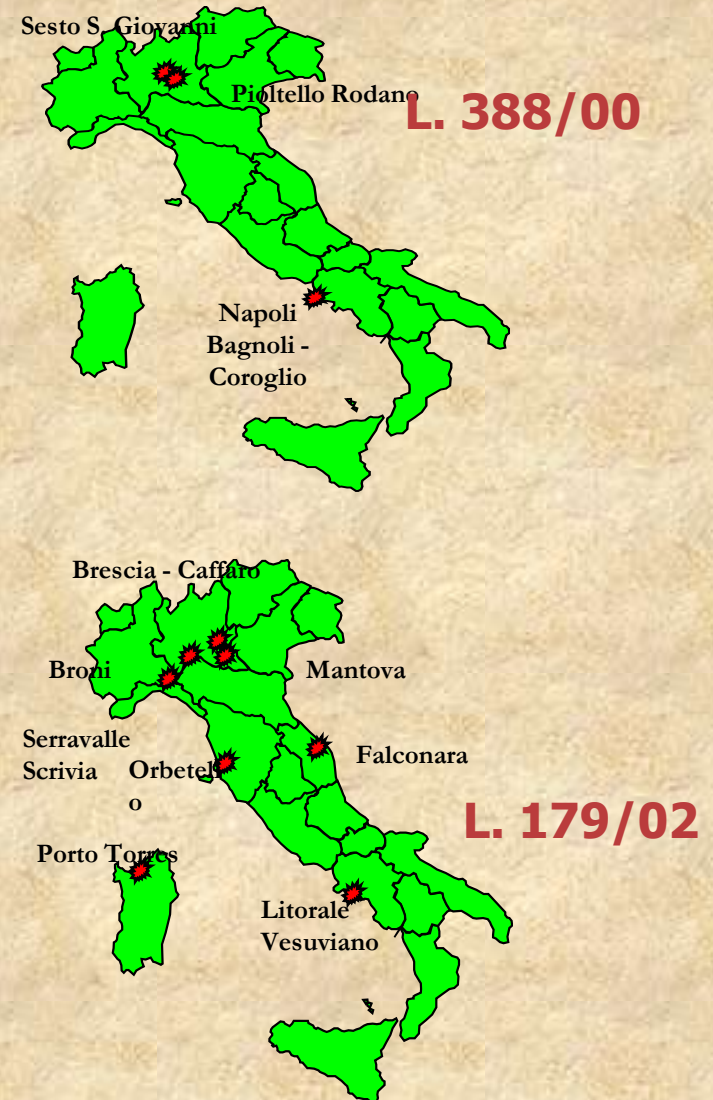 Sesto S. Giovanni
Pioltello Rodano
L. 388/00
Napoli
Bagnoli -
Coroglio
Brescia - Caffaro
Broni
Mantova
Serravalle
Scrivia
Orbetell
o
Falconara
L. 179/02
Porto Torres
Litorale
Vesuviano